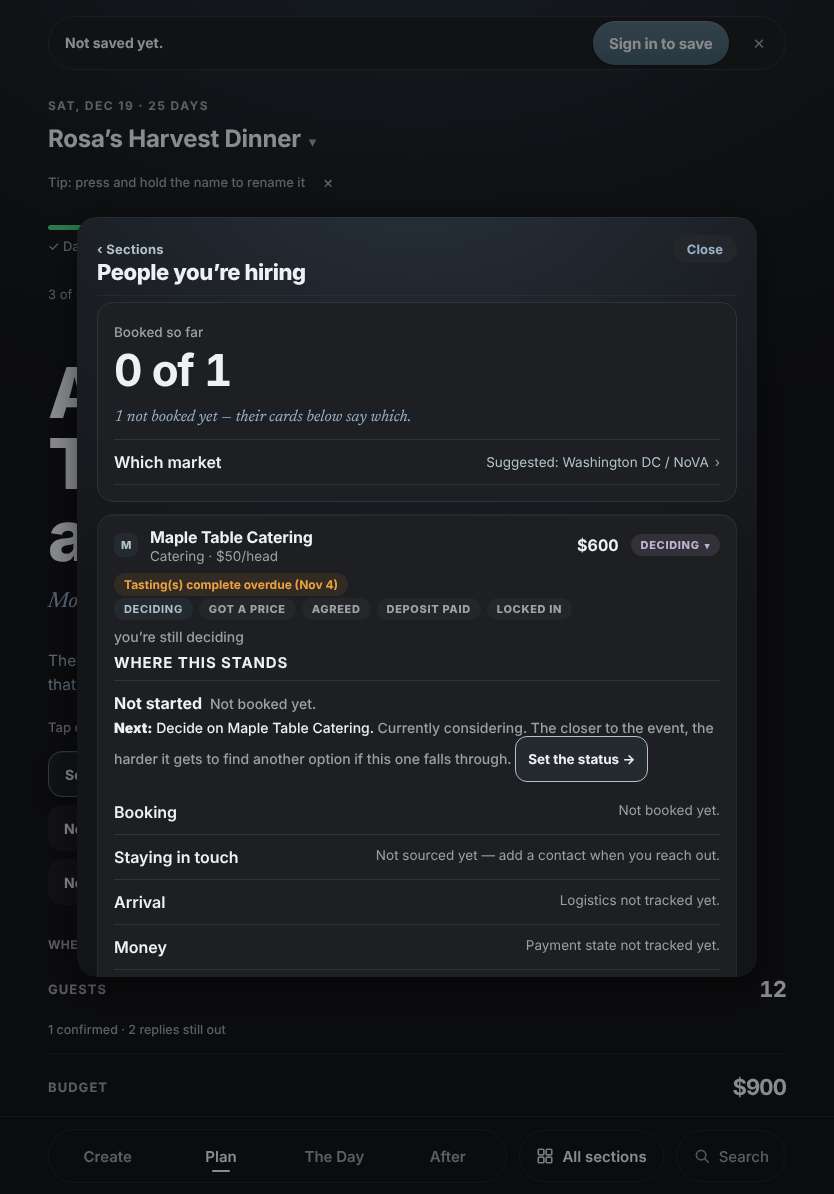 Not saved yet.
Sign in to save
×
SAT, DEC 19 · 25 DAYS
Rosa’s Harvest Dinner ▾
Tip: press and hold the name to rename it ×
✓ Da
3 of
‹ Sections
Close
People you’re hiring
Booked so far
0 of 1
1 not booked yet – their cards below say which.
Which market
Suggested: Washington DC / NoVA ›
M
Maple Table Catering
Catering · $50/head
$600
DECIDING ▾
Tasting(s) complete overdue (Nov 4)
DECIDING GOT A PRICE AGREED DEPOSIT PAID LOCKED IN
you’re still deciding
WHERE THIS STANDS
Not started Not booked yet.
Next: Decide on Maple Table Catering. Currently considering. The closer to the event, the
harder it gets to find another option if this one falls through. Set the status →
Booking Not booked yet.
Staying in touch Not sourced yet — add a contact when you reach out.
Arrival Logistics not tracked yet.
Money Payment state not tracked yet.
A
T
a
Mo
The
that
Tap
WHE
GUESTS 12
1 confirmed · 2 replies still out
BUDGET $900
Create Plan The Day After All sections Search